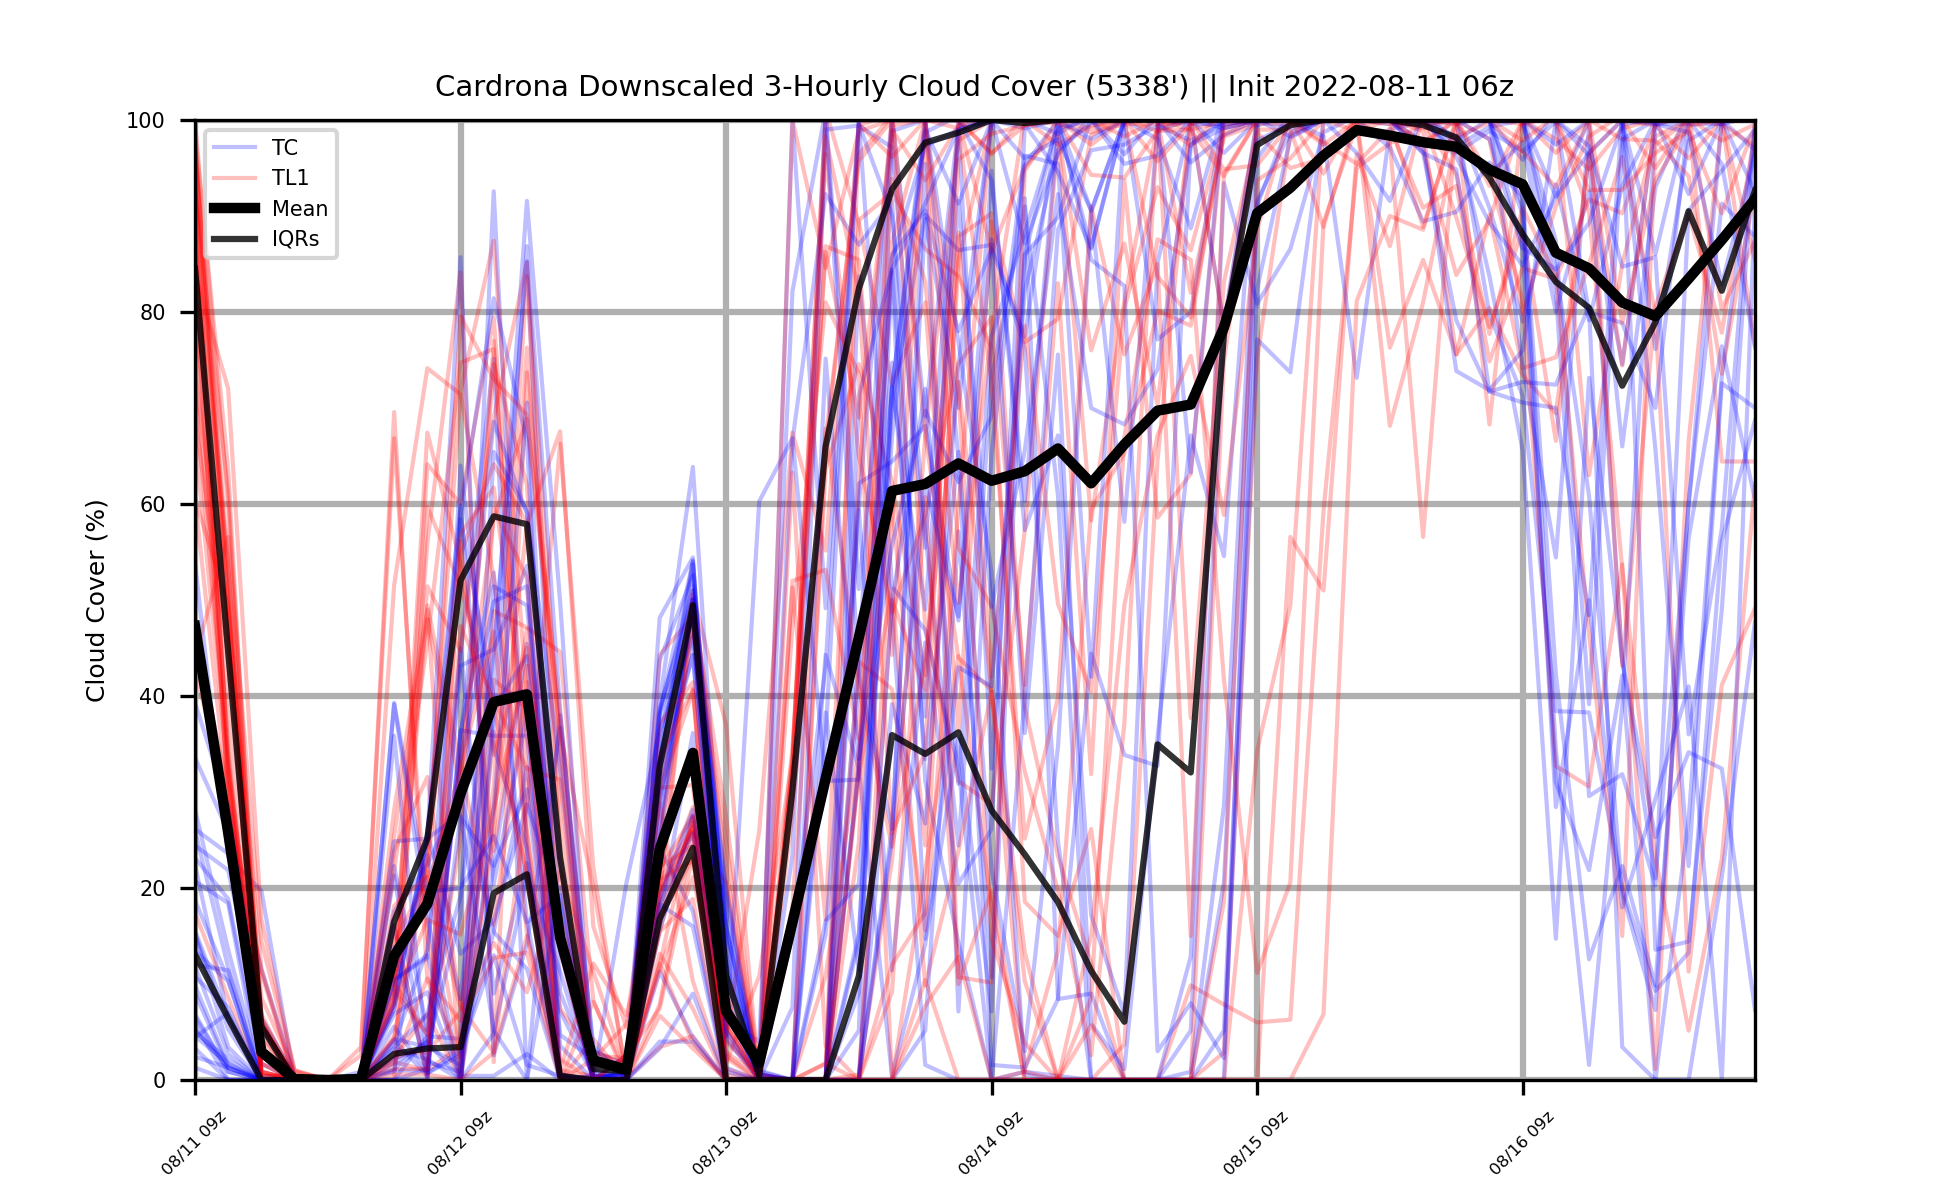 Cardrona Downscaled 3-Hourly Cloud Cover (5338') || Init 2022-08-11 06z
100
80
60
40
20
0
Cloud Cover (%)
TC
TL1
Mean
IQRs
08/11 09z
08/12 09z
08/13 09z
08/14 09z
08/15 09z
08/16 09z